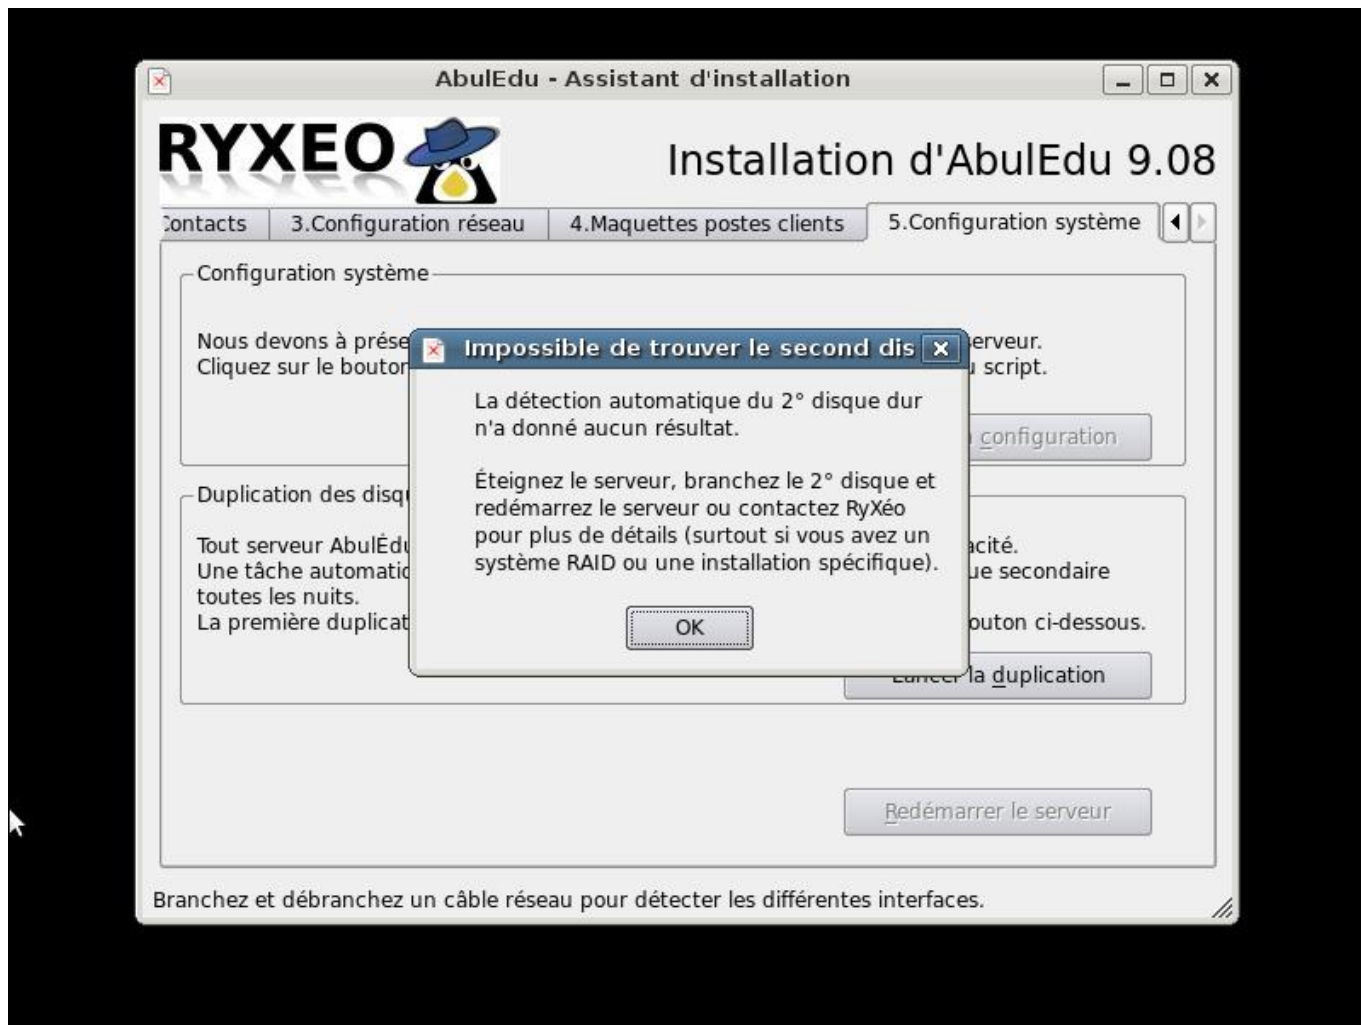 AbulEdu - Assistant d'installation
RYXEO
Installation d'AbulEdu 9.08
Contacts
3.Configuration réseau
4.Maquettes postes clients
5.Configuration système
Configuration système
Nous devons à prése
erveur.
Cliquez sur le bouton
script.
configuration
Impossible de trouver le second dis
La détection automatique du 2° disque dur
n'a donné aucun résultat.
Éteignez le serveur, branchez le 2° disque et
redémarrez le serveur ou contactez RyXéo
pour plus de détails (surtout si vous avez un
système RAID ou une installation spécifique).
OK
Duplication des disq
Tout serveur AbulÉdu
acité.
Une tâche automatic
ue secondaire
toutes les nuits.
La première duplicat
outon ci-dessous.
Lancer la duplication
Redémarrer le serveur
Branchez et débranchez un câble réseau pour détecter les différentes interfaces.